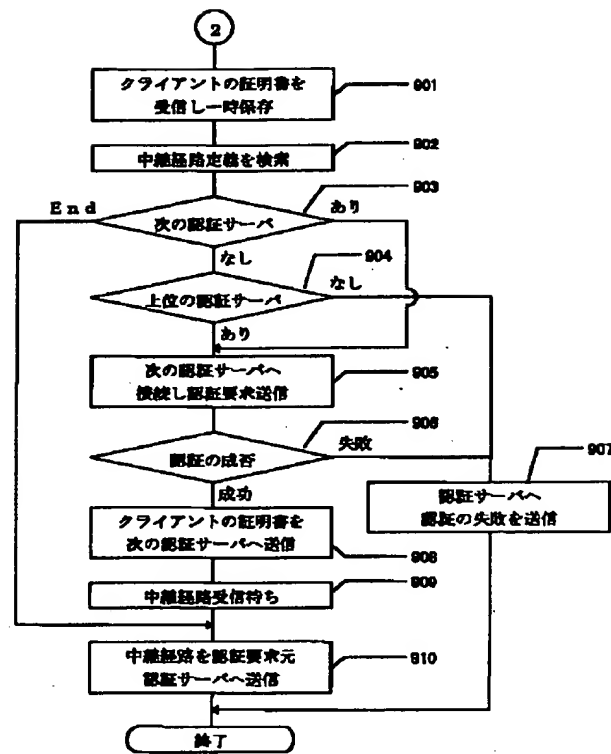 2
クライアントの証明書を
受信し一時保存
901
中継経路定義を検索
902
903
End
次の認証サーバ
あり
なし
904
上位の認証サーバ
なし
あり
次の認証サーバへ
接続し認証要求送信
905
906
認証の成否
失敗
907
成功
認証サーバへ
認証の失敗を送信
クライアントの証明書を
次の認証サーバへ送信
908
中継経路受信待ち
909
中継経路を認証要求元
認証サーバへ送信
910
終了